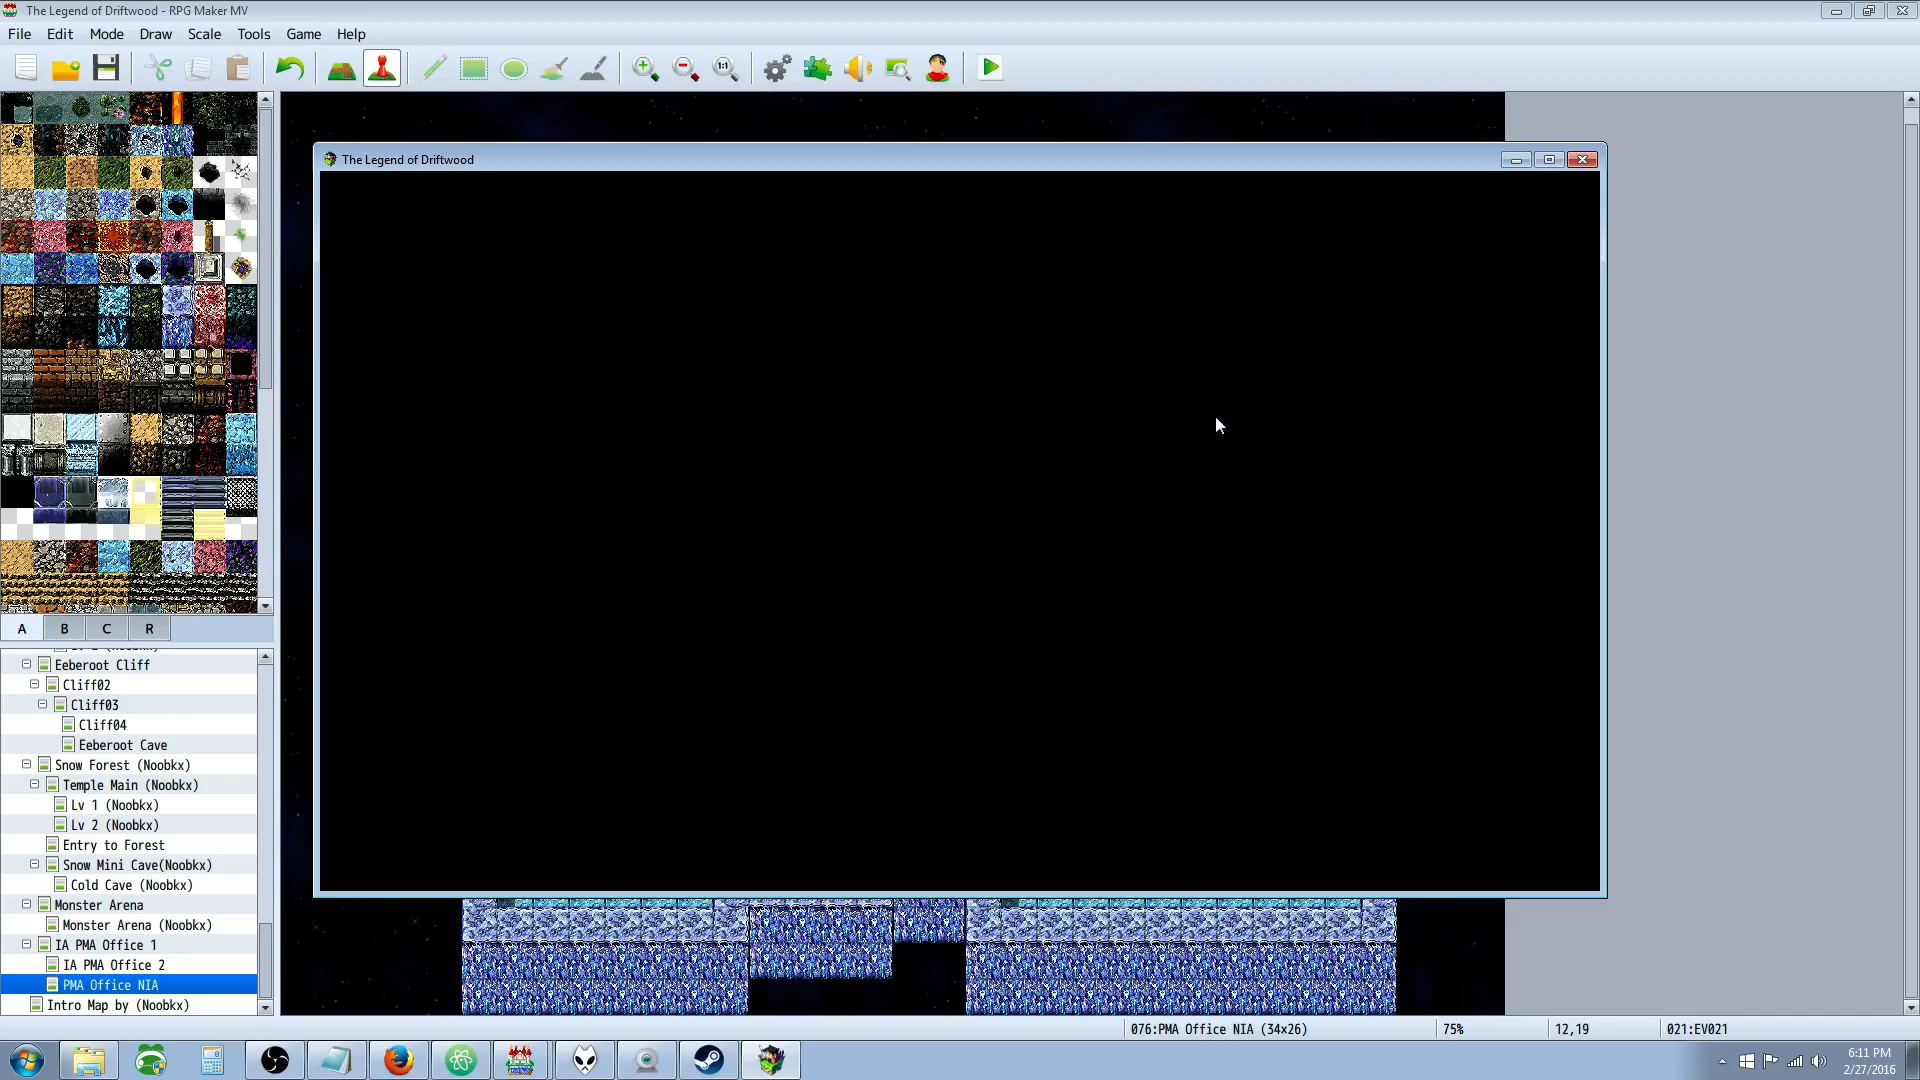 The Legend of Driftwood - RPG Maker MV
File Edit Mode Draw Scale Tools Game Help
1:1
The Legend of Driftwood
A B C R
Eeberoot Cliff
Cliff02
Cliff03
Cliff04
Eeberoot Cave
Snow Forest (Noobkx)
Temple Main (Noobkx)
Lv 1 (Noobkx)
Lv 2 (Noobkx)
Entry to Forest
Snow Mini Cave(Noobkx)
Cold Cave (Noobkx)
Monster Arena
Monster Arena (Noobkx)
IA PMA Office 1
IA PMA Office 2
PMA Office NIA
Intro Map by (Noobkx)
076:PMA Office NIA (34x26) 75% 12,19 021:EV021
6:11 PM
2/27/2016